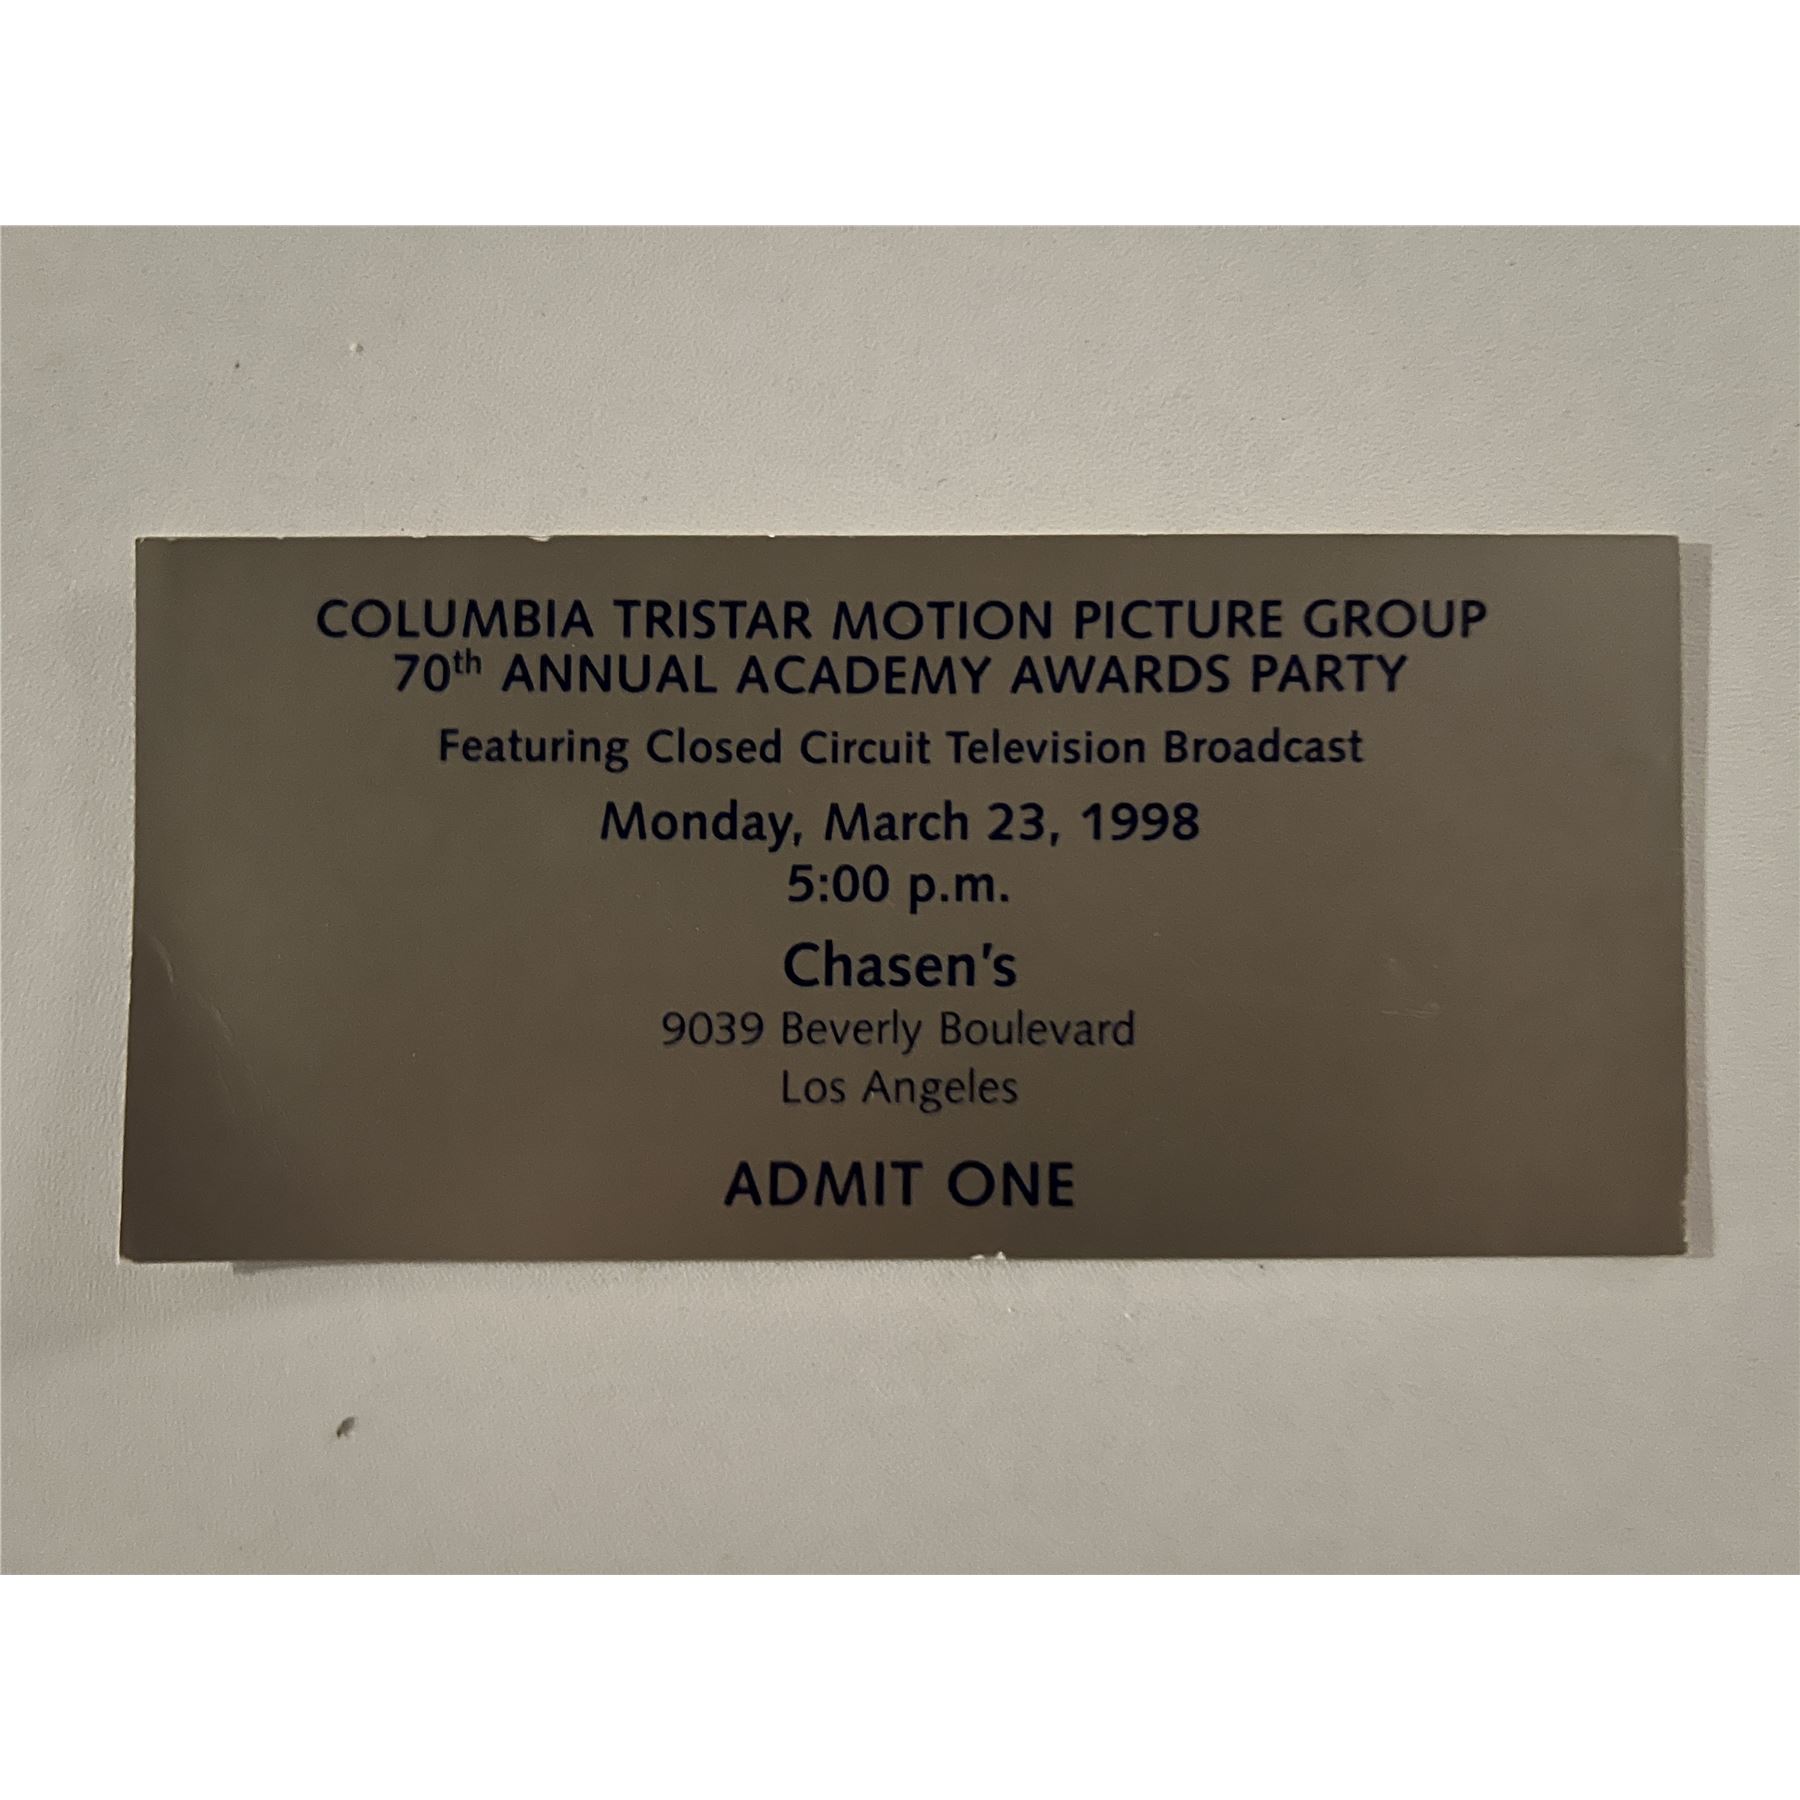 COLUMBIA TRISTAR MOTION PICTURE GROUP
70th ANNUAL ACADEMY AWARDS PARTY
Featuring Closed Circuit Television Broadcast
Monday, March 23, 1998
5:00 p.m.
Chasen's
9039 Beverly Boulevard
Los Angeles
ADMIT ONE